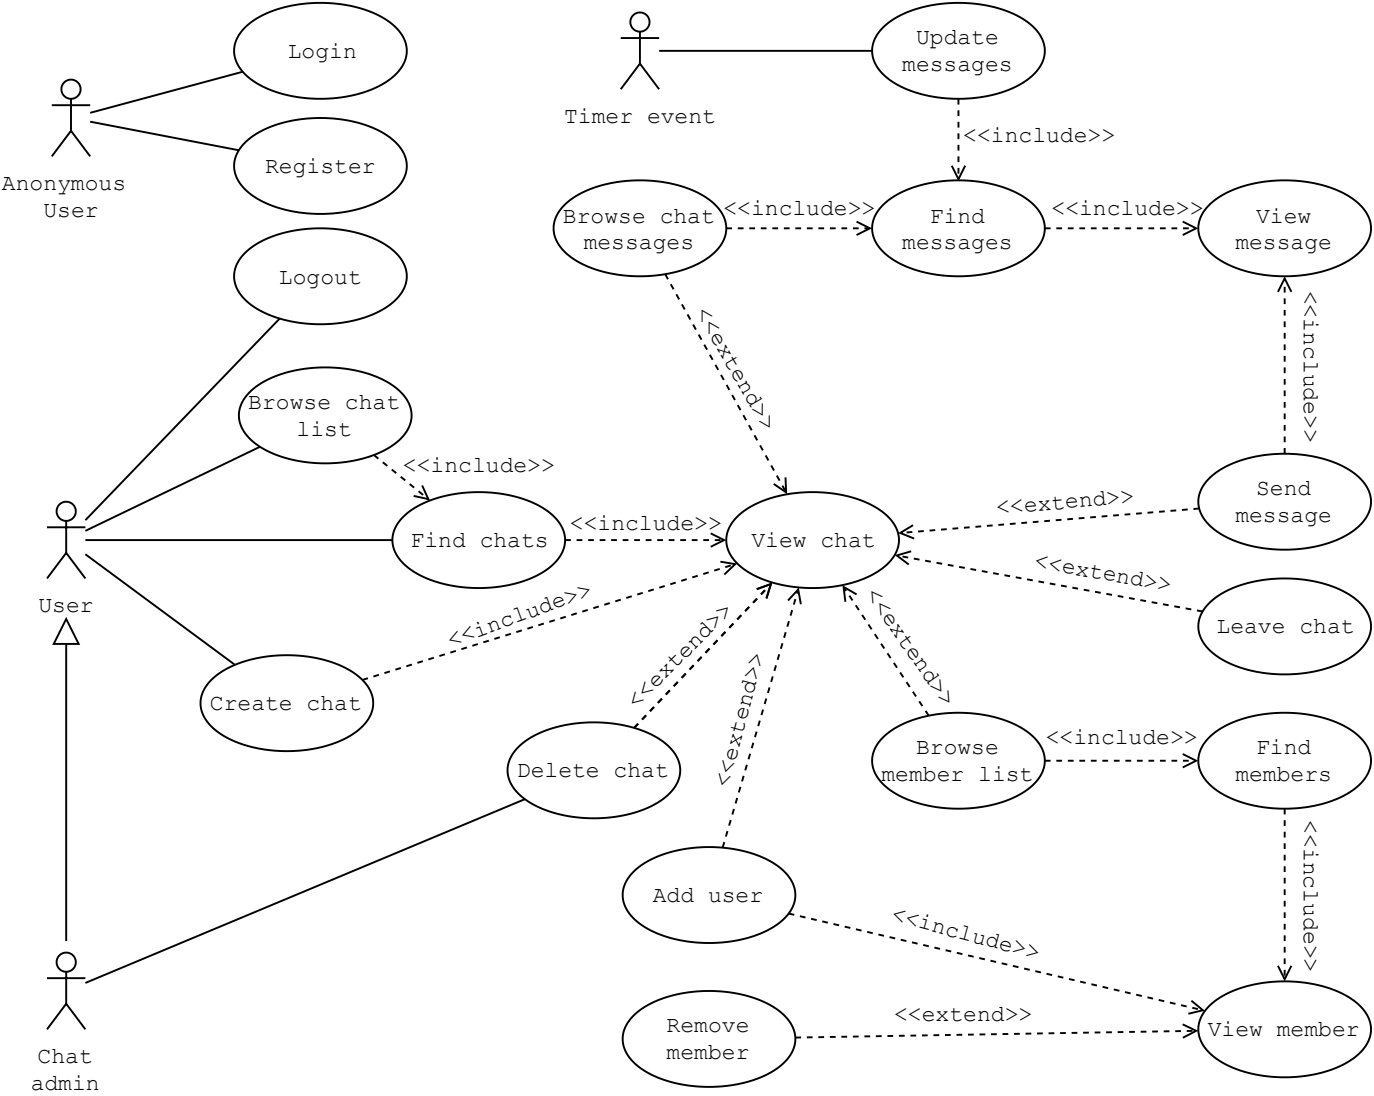 Login
Update
messages
Timer event
<<include>>
Register
Anonymous
User
Browse chat
messages
<<include>>
Find
messages
<<include>>
View
message
Logout
<<extend>>
<<include>>
Browse chat
list
<<include>>
Send
message
<<extend>>
Find chats
<<include>>
View chat
<<extend>>
User
<<include>>
<<extend>>
<<extend>>
Leave chat
Create chat
<<extend>>
Browse
member list
<<include>>
Find
members
Delete chat
Add user
<<include>>
<<include>>
Remove
member
<<extend>>
View member
Chat
admin